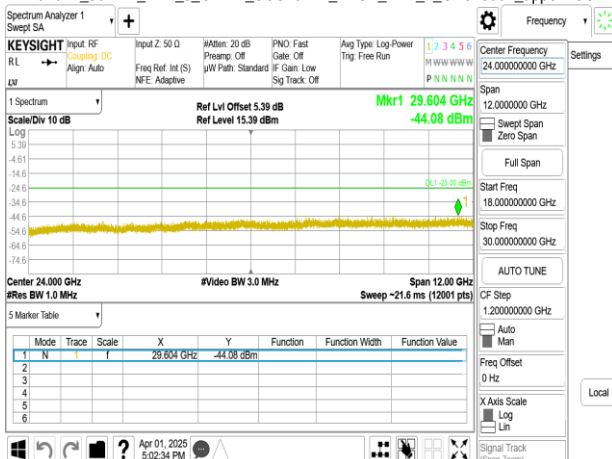 Spectrum Analyzer 1
Swept SA
+
Frequency
KEYSIGHT
RL
Input: RF
Coupling: DC
Align: Auto
Input Z: 50 Ω
Freq Ref: Int (S)
NFE: Adaptive
#Atten: 20 dB
Preamp: Off
µW Path: Standard
PNO: Fast
Gate: Off
IF Gain: Low
Sig Track: Off
Avg Type: Log-Power
Trig: Free Run
1 2 3 4 5 6
M W W W W W
P N N N N N
Center Frequency
24.000000000 GHz
Settings
Span
12.0000000 GHz
Swept Span
Zero Span
Full Span
Start Freq
18.000000000 GHz
Stop Freq
30.000000000 GHz
AUTO TUNE
CF Step
1.200000000 GHz
Auto
Man
Freq Offset
0 Hz
Local
X Axis Scale
Log
Lin
Signal Track
1 Spectrum
Scale/Div 10 dB
Ref Lvl Offset 5.39 dB
Ref Level 15.39 dBm
Mkr1 29.604 GHz
-44.08 dBm
Log
5.39
-4.61
-14.6
-24.6
-34.6
-44.6
-54.6
-64.6
-74.6
DL1 -25.00 dBm
1
Center 24.000 GHz
#Res BW 1.0 MHz
#Video BW 3.0 MHz
Span 12.00 GHz
Sweep ~21.6 ms (12001 pts)
5 Marker Table
Mode Trace Scale X Y Function Function Width Function Value
1 N 1 f 29.604 GHz -44.08 dBm
2
3
4
5
6
?
Apr 01, 2025
5:02:34 PM